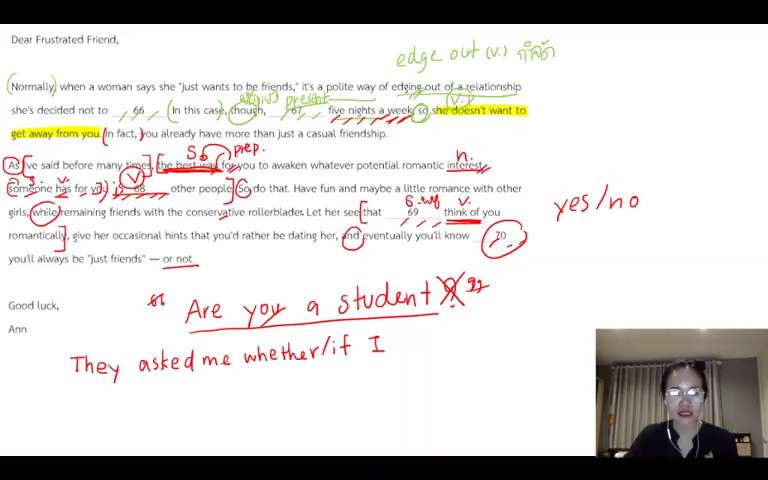 Dear Frustrated Friend,
edge out (v.) กำจัด
Normally, when a woman says she "just wants to be friends," it's a polite way of edging out of a relationship
present
she's decided not to 66 (In this case, though, 67 five nights a week, so she doesn't want to
(v.)
get away from you. (In fact,) you already have more than just a casual friendship.
prep.
n.
As I've said before many times, the best way for you to awaken whatever potential romantic interest
S. V.
V
someone has for you is 68 other people. So do that. Have fun and maybe a little romance with other
V.
girls, while remaining friends with the conservative rollerblader. Let her see that 69 think of you
yes/no
romantically, give her occasional hints that you'd rather be dating her, and eventually you'll know 70
you'll always be "just friends" — or not.
" Are you a student ? "
Good luck,
Ann
They asked me whether/if I